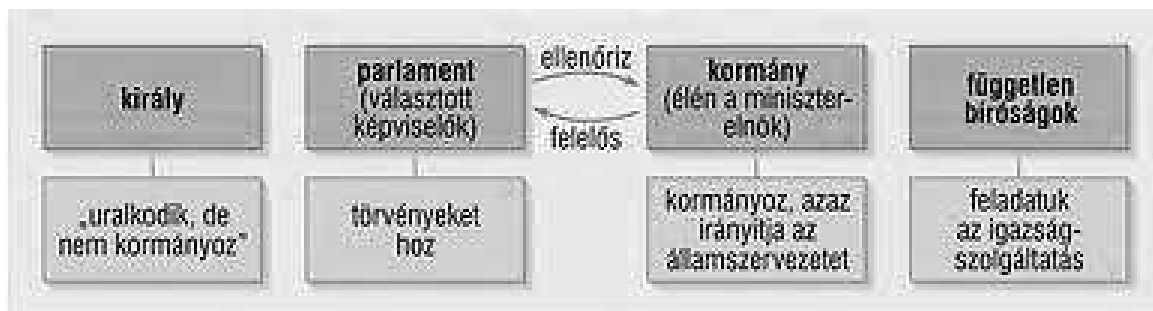 király
parlament
(választott
képviselők)
ellenőriz
felelős
kormány
(élén a miniszter-
elnök)
független
bíróságok
„uralkodik, de
nem kormányoz"
törvényeket
hoz
kormányoz, azaz
irányítja az
államszervezetet
feladatuk
az igazság-
szolgáltatás